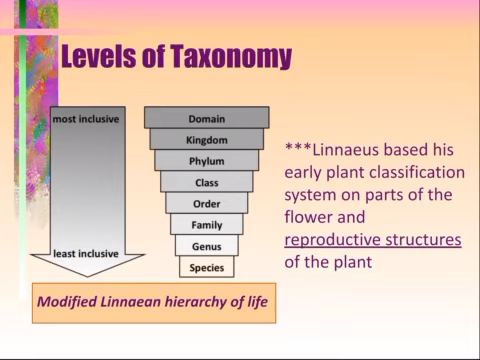 Levels of Taxonomy
most inclusive
least inclusive
Domain
Kingdom
Phylum
Class
Order
Family
Genus
Species
Modified Linnaean hierarchy of life
***Linnaeus based his
early plant classification
system on parts of the
flower and
reproductive structures
of the plant